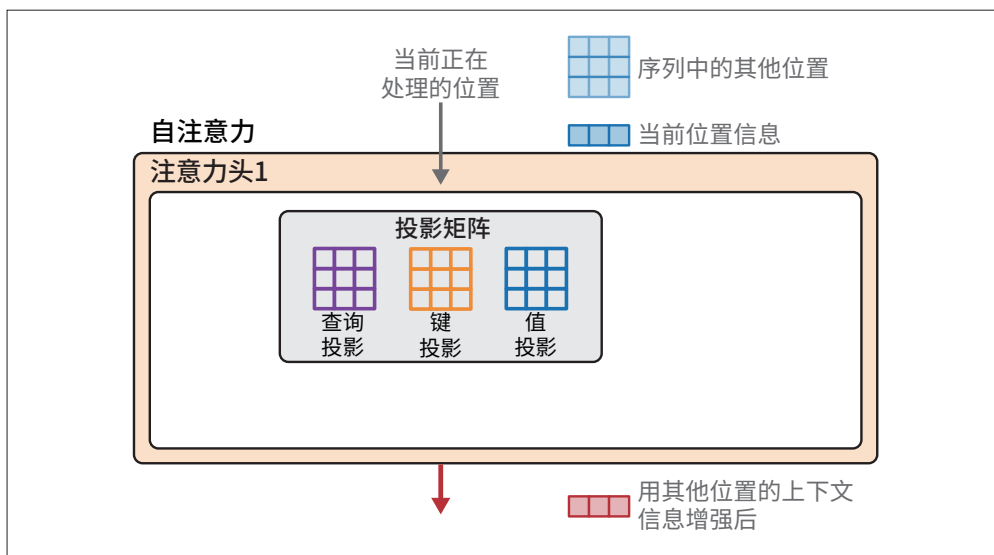 当前正在
处理的位置
序列中的其他位置
当前位置信息
自注意力
注意力头1
投影矩阵
查询
投影
键
投影
值
投影
用其他位置的上下文
信息增强后